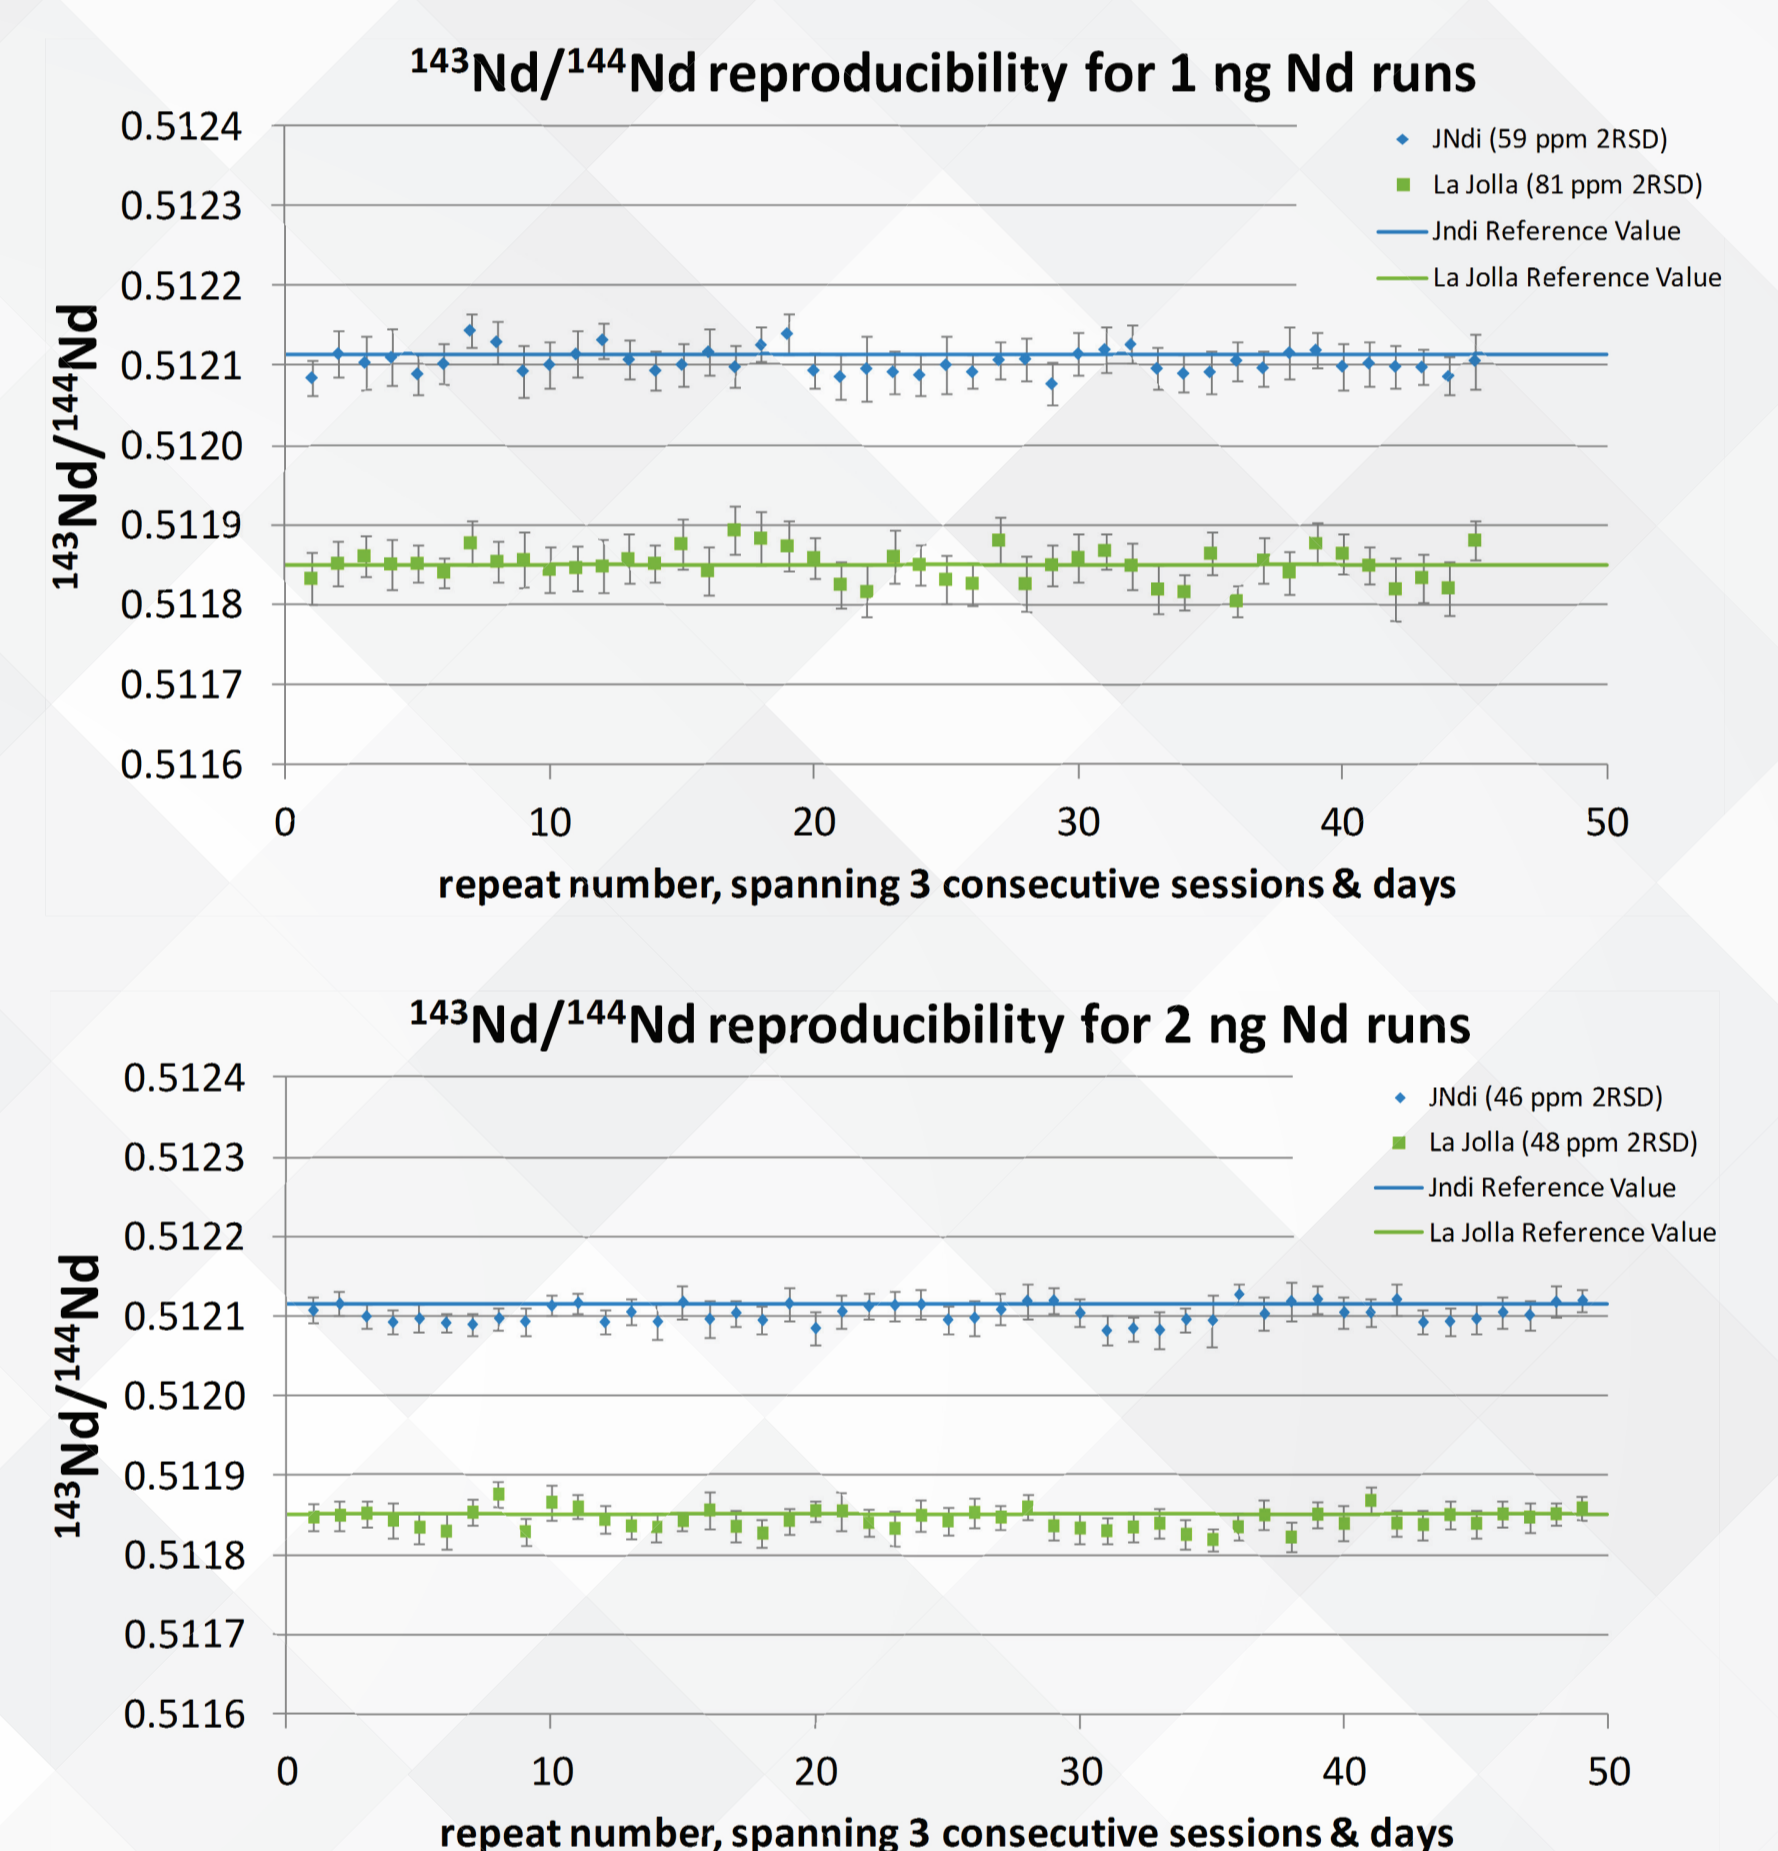 ¹⁴³Nd/¹⁴⁴Nd reproducibility for 1 ng Nd runs
0.5124
0.5123
0.5122
0.5121
0.5120
0.5119
0.5118
0.5117
0.5116
¹⁴³Nd/¹⁴⁴Nd
JNdi (59 ppm 2RSD)
La Jolla (81 ppm 2RSD)
Jndi Reference Value
La Jolla Reference Value
0 10 20 30 40 50
repeat number, spanning 3 consecutive sessions & days
¹⁴³Nd/¹⁴⁴Nd reproducibility for 2 ng Nd runs
0.5124
0.5123
0.5122
0.5121
0.5120
0.5119
0.5118
0.5117
0.5116
¹⁴³Nd/¹⁴⁴Nd
JNdi (46 ppm 2RSD)
La Jolla (48 ppm 2RSD)
Jndi Reference Value
La Jolla Reference Value
0 10 20 30 40 50
repeat number, spanning 3 consecutive sessions & days